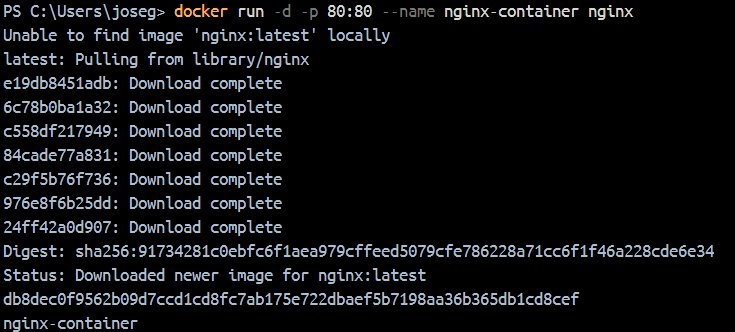 PS C:\Users\joseg> docker run -d -p 80:80 --name nginx-container nginx
Unable to find image 'nginx:latest' locally
latest: Pulling from library/nginx
e19db8451adb: Download complete
6c78b0ba1a32: Download complete
c558df217949: Download complete
84cade77a831: Download complete
c29f5b76f736: Download complete
976e8f6b25dd: Download complete
24ff42a0d907: Download complete
Digest: sha256:91734281c0ebfc6f1aea979cffeed5079cfe786228a71cc6f1f46a228cde6e34
Status: Downloaded newer image for nginx:latest
db8dec0f9562b09d7ccd1cd8fc7ab175e722dbaef5b7198aa36b365db1cd8cef
nginx-container